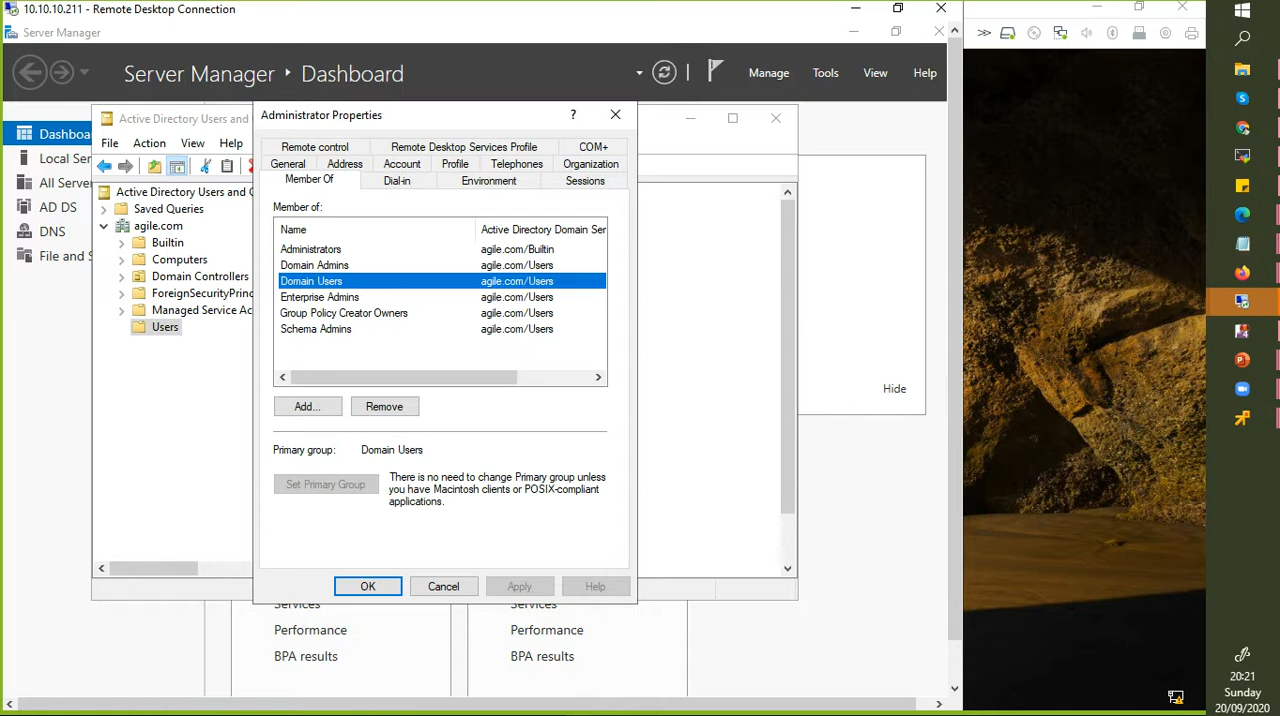 10.10.10.211 - Remote Desktop Connection
Server Manager
Server Manager ‣ Dashboard
Manage
Tools
View
Help
Active Directory Users and
File
Action
View
Help
Active Directory Users and C
Saved Queries
agile.com
Builtin
Computers
Domain Controllers
ForeignSecurityPrinc
Managed Service Ac
Users
Dashboa
Local Ser
All Serve
AD DS
DNS
File and S
Administrator Properties
?
Remote control
Remote Desktop Services Profile
COM+
General
Address
Account
Profile
Telephones
Organization
Member Of
Dial-in
Environment
Sessions
Member of:
Name
Active Directory Domain Ser
Administrators
agile.com/Builtin
Domain Admins
agile.com/Users
Domain Users
agile.com/Users
Enterprise Admins
agile.com/Users
Group Policy Creator Owners
agile.com/Users
Schema Admins
agile.com/Users
Add...
Remove
Primary group:
Domain Users
Set Primary Group
There is no need to change Primary group unless
you have Macintosh clients or POSIX-compliant
applications.
OK
Cancel
Apply
Help
Hide
Services
Performance
BPA results
Services
Performance
BPA results
20:21
Sunday
20/09/2020